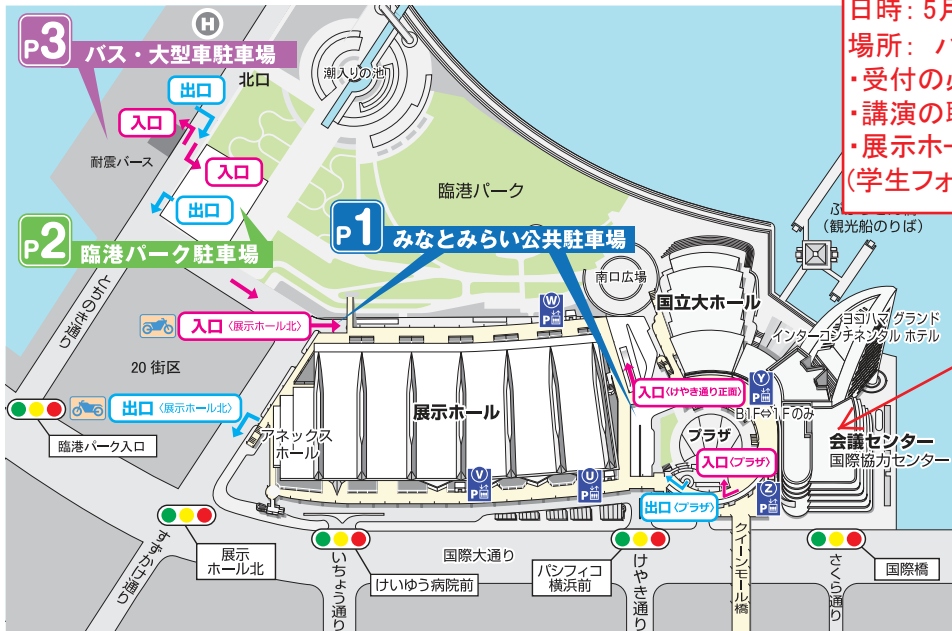 日時: 5月
場所: パ
・受付の必
・講演の
・展示ホー
(学生フォ
H
P3 バス・大型車駐車場
北口
潮入りの池
出口
入口
耐震バース
入口
出口
臨港パーク
P2 臨港パーク駐車場
P1 みなとみらい公共駐車場
(観光船のりば)
南口広場
国立大ホール
とちのき通り
W
P
入口〈展示ホール北〉
ヨコハマ グランド
インターコンチネンタル ホテル
20 街区
入口〈けやき通り正面〉
Y
P
B1F⇔1Fのみ
出口〈展示ホール北〉
展示ホール
アネックス
ホール
プラザ
会議センター
国際協力センター
臨港パーク入口
入口〈プラザ〉
V
P
U
P
Z
P
出口〈プラザ〉
すずかけ通り
展示
ホール北
いちょう通り
けいゆう病院前
国際大通り
パシフィコ
横浜前
けやき通り
クイーンモール橋
さくら通り
国際橋